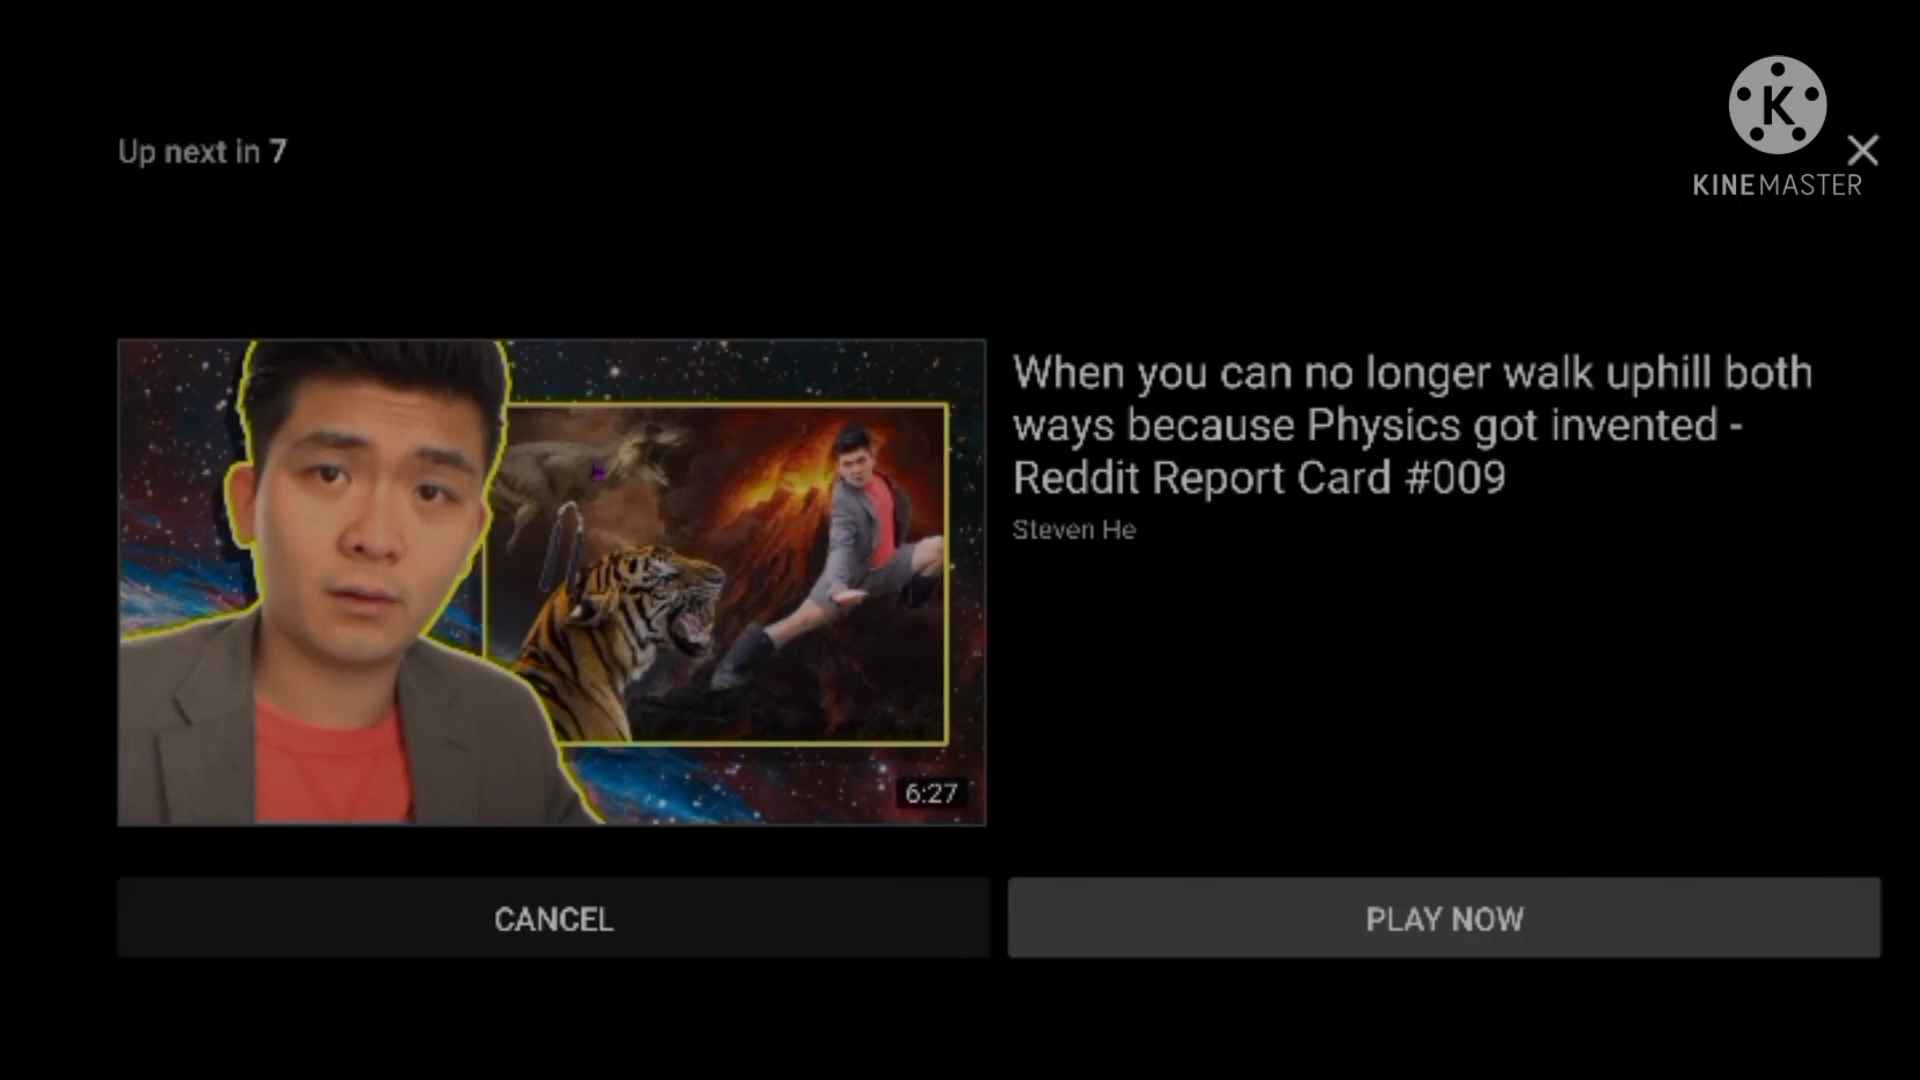 K
KINEMASTER
Up next in 7
When you can no longer walk uphill both
ways because Physics got invented -
Reddit Report Card #009
Steven He
6:27
CANCEL
PLAY NOW